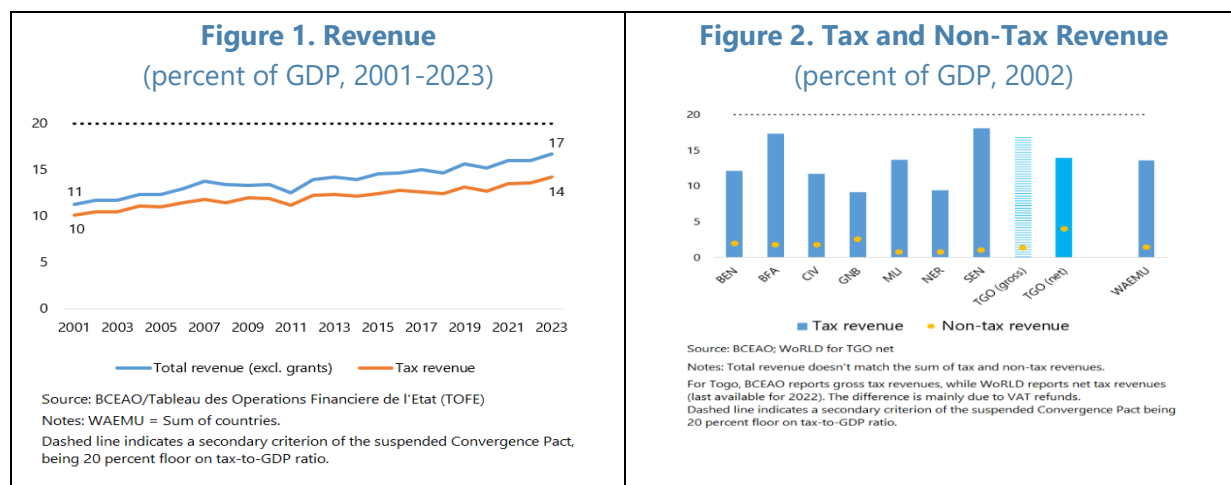 Figure 1. Revenue
(percent of GDP, 2001-2023)
20
17
15
11
14
10
10
5
0
2001 2003 2005 2007 2009 2011 2013 2015 2017 2019 2021 2023
Total revenue (excl. grants) Tax revenue
Source: BCEAO/Tableau des Operations Financiere de l'Etat (TOFE)
Notes: WAEMU = Sum of countries.
Dashed line indicates a secondary criterion of the suspended Convergence Pact,
being 20 percent floor on tax-to-GDP ratio.
Figure 2. Tax and Non-Tax Revenue
(percent of GDP, 2002)
20
15
10
5
0
BEN BFA CIV GNB MLI NER SEN TGO (gross) TGO (net) WAEMU
Tax revenue Non-tax revenue
Source: BCEAO; WoRLD for TGO net
Notes: Total revenue doesn't match the sum of tax and non-tax revenues.
For Togo, BCEAO reports gross tax revenues, while WoRLD reports net tax revenues
(last available for 2022). The difference is mainly due to VAT refunds.
Dashed line indicates a secondary criterion of the suspended Convergence Pact being
20 percent floor on tax-to-GDP ratio.